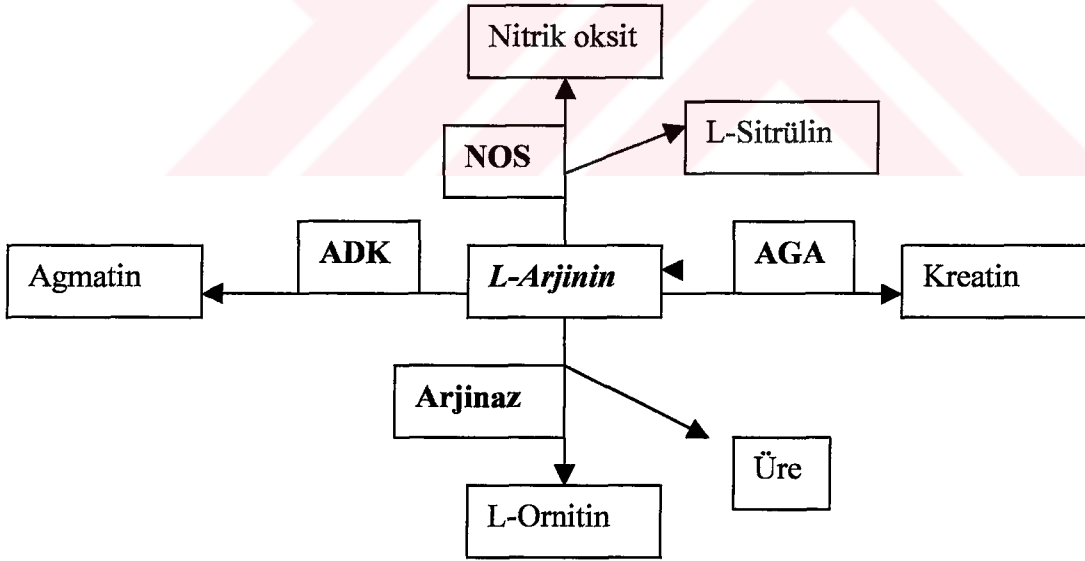 Nitrik oksit
NOS
L-Sitrülin
Agmatin
ADK
L-Arjinin
AGA
Kreatin
Arjinaz
Üre
L-Ornitin